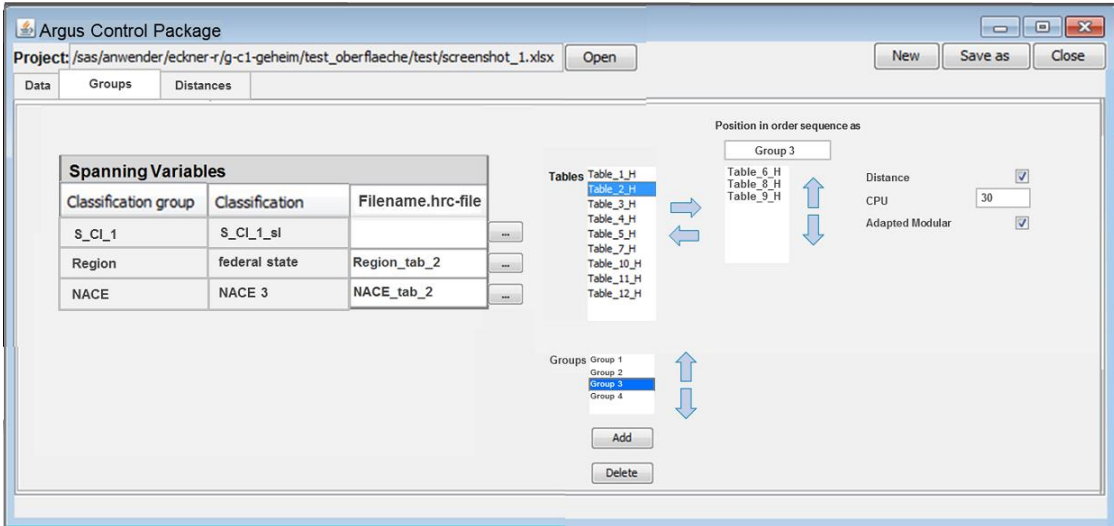 Argus Control Package
Project: /sas/anwender/eckner-r/g-c1-geheim/test_oberflaeche/test/screenshot_1.xlsx Open New Save as Close
Data Groups Distances
Spanning Variables
Classification group Classification Filename.hrc-file
S_CI_1 S_CI_1_sl ...
Region federal state Region_tab_2 ...
NACE NACE 3 NACE_tab_2 ...
Tables Table_1_H
Table_2_H
Table_3_H
Table_4_H
Table_5_H
Table_7_H
Table_10_H
Table_11_H
Table_12_H
Position in order sequence as
Group 3
Table_6_H
Table_8_H
Table_9_H
Distance
CPU 30
Adapted Modular
Groups Group 1
Group 2
Group 3
Group 4
Add
Delete